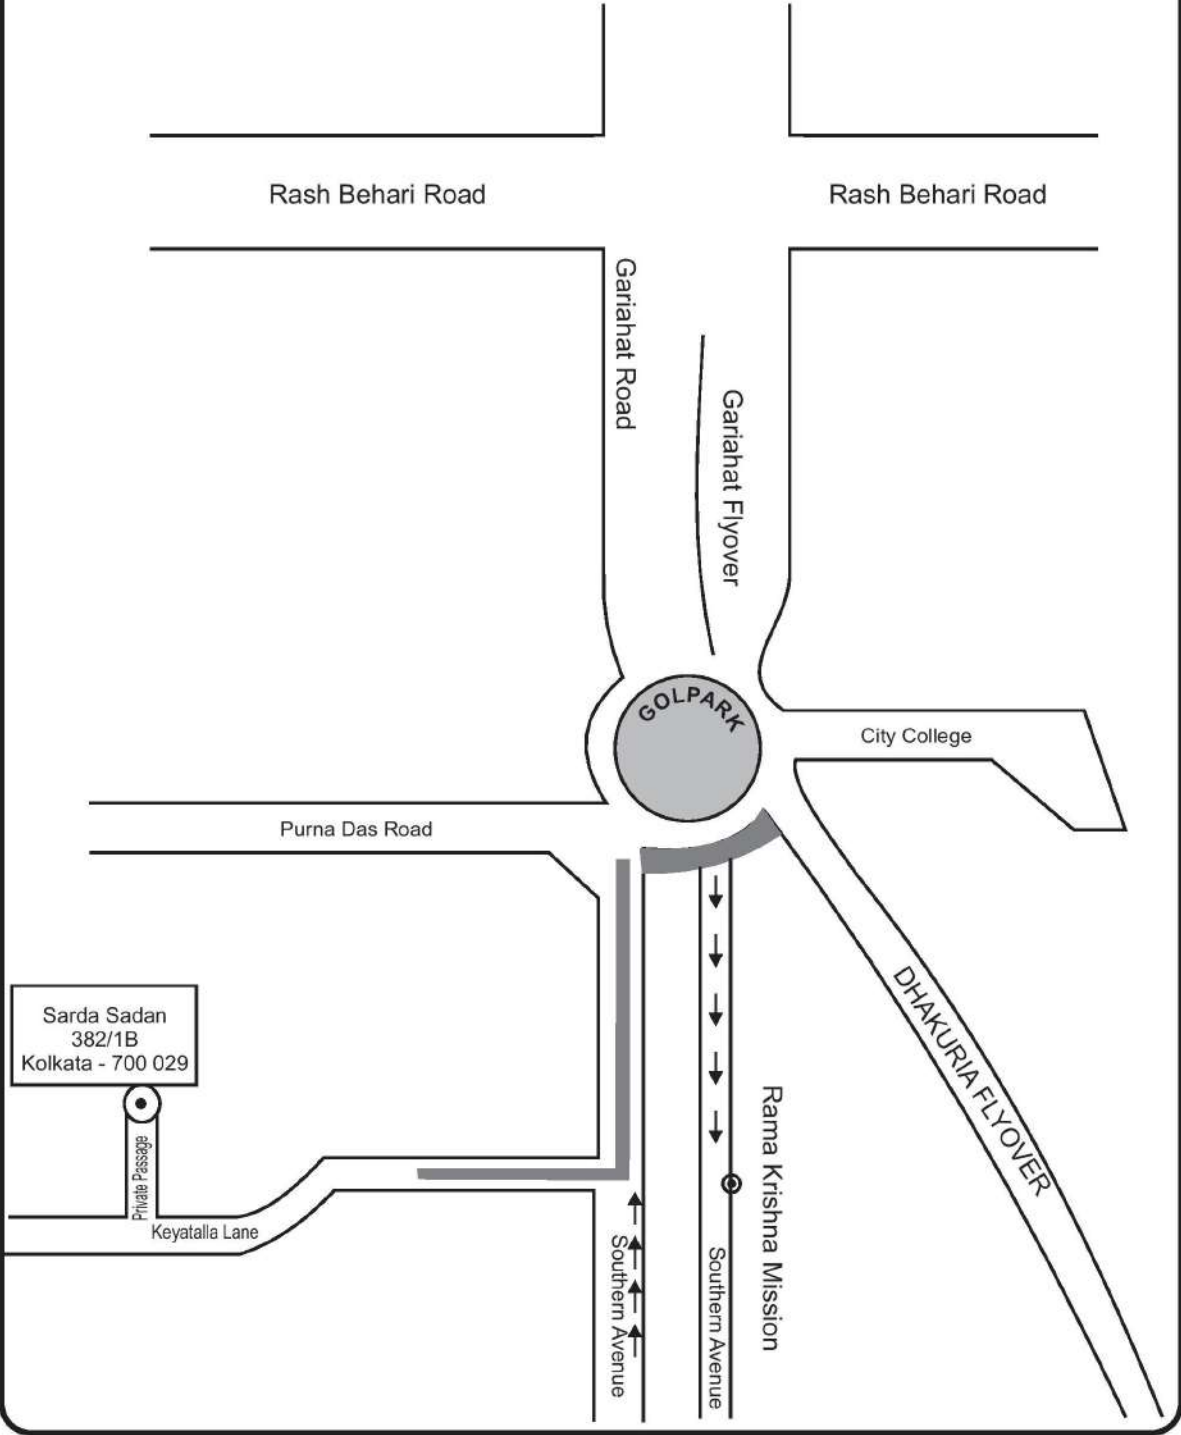 Rash Behari Road
Rash Behari Road
Gariahat Road
Gariahat Flyover
GOLPARK
City College
Purna Das Road
DHAKURIA FLYOVER
Sarda Sadan
382/1B
Kolkata - 700 029
Private Passage
Keyatalla Lane
Rama Krishna Mission
Southern Avenue
Southern Avenue